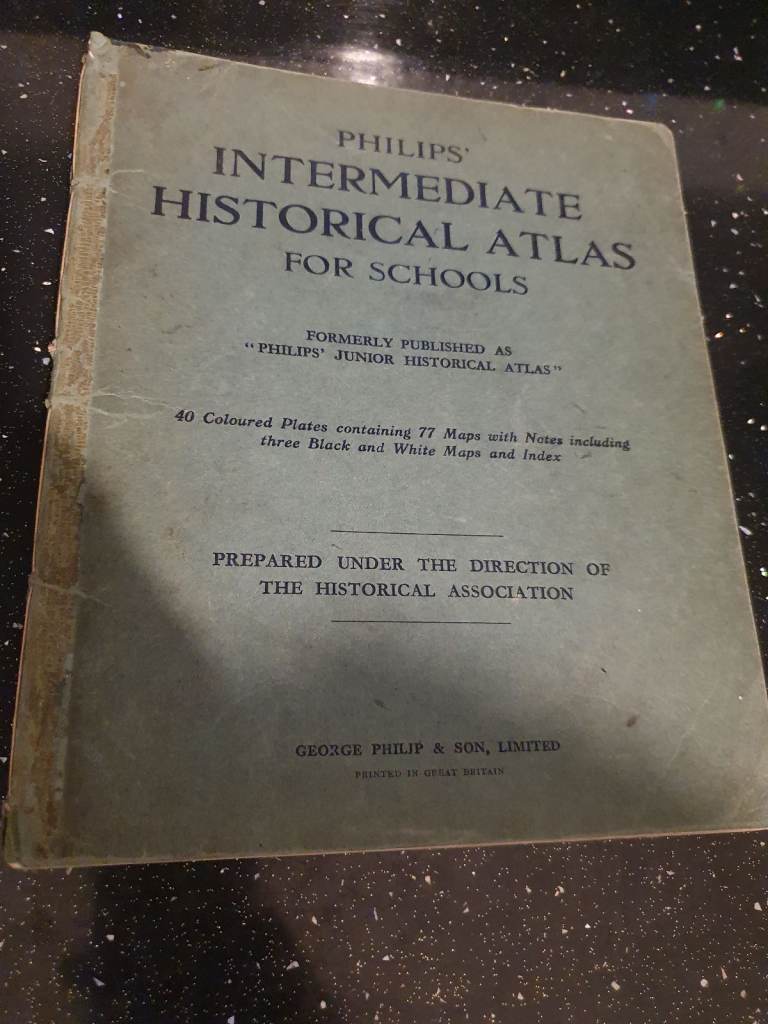 PHILIPS'
INTERMEDIATE
HISTORICAL ATLAS
FOR SCHOOLS
FORMERLY PUBLISHED AS
"PHILIPS' JUNIOR HISTORICAL ATLAS"
40 Coloured Plates containing 77 Maps with Notes including
three Black and White Maps and Index
PREPARED UNDER THE DIRECTION OF
THE HISTORICAL ASSOCIATION
GEORGE PHILIP & SON, LIMITED
PRINTED IN GREAT BRITAIN